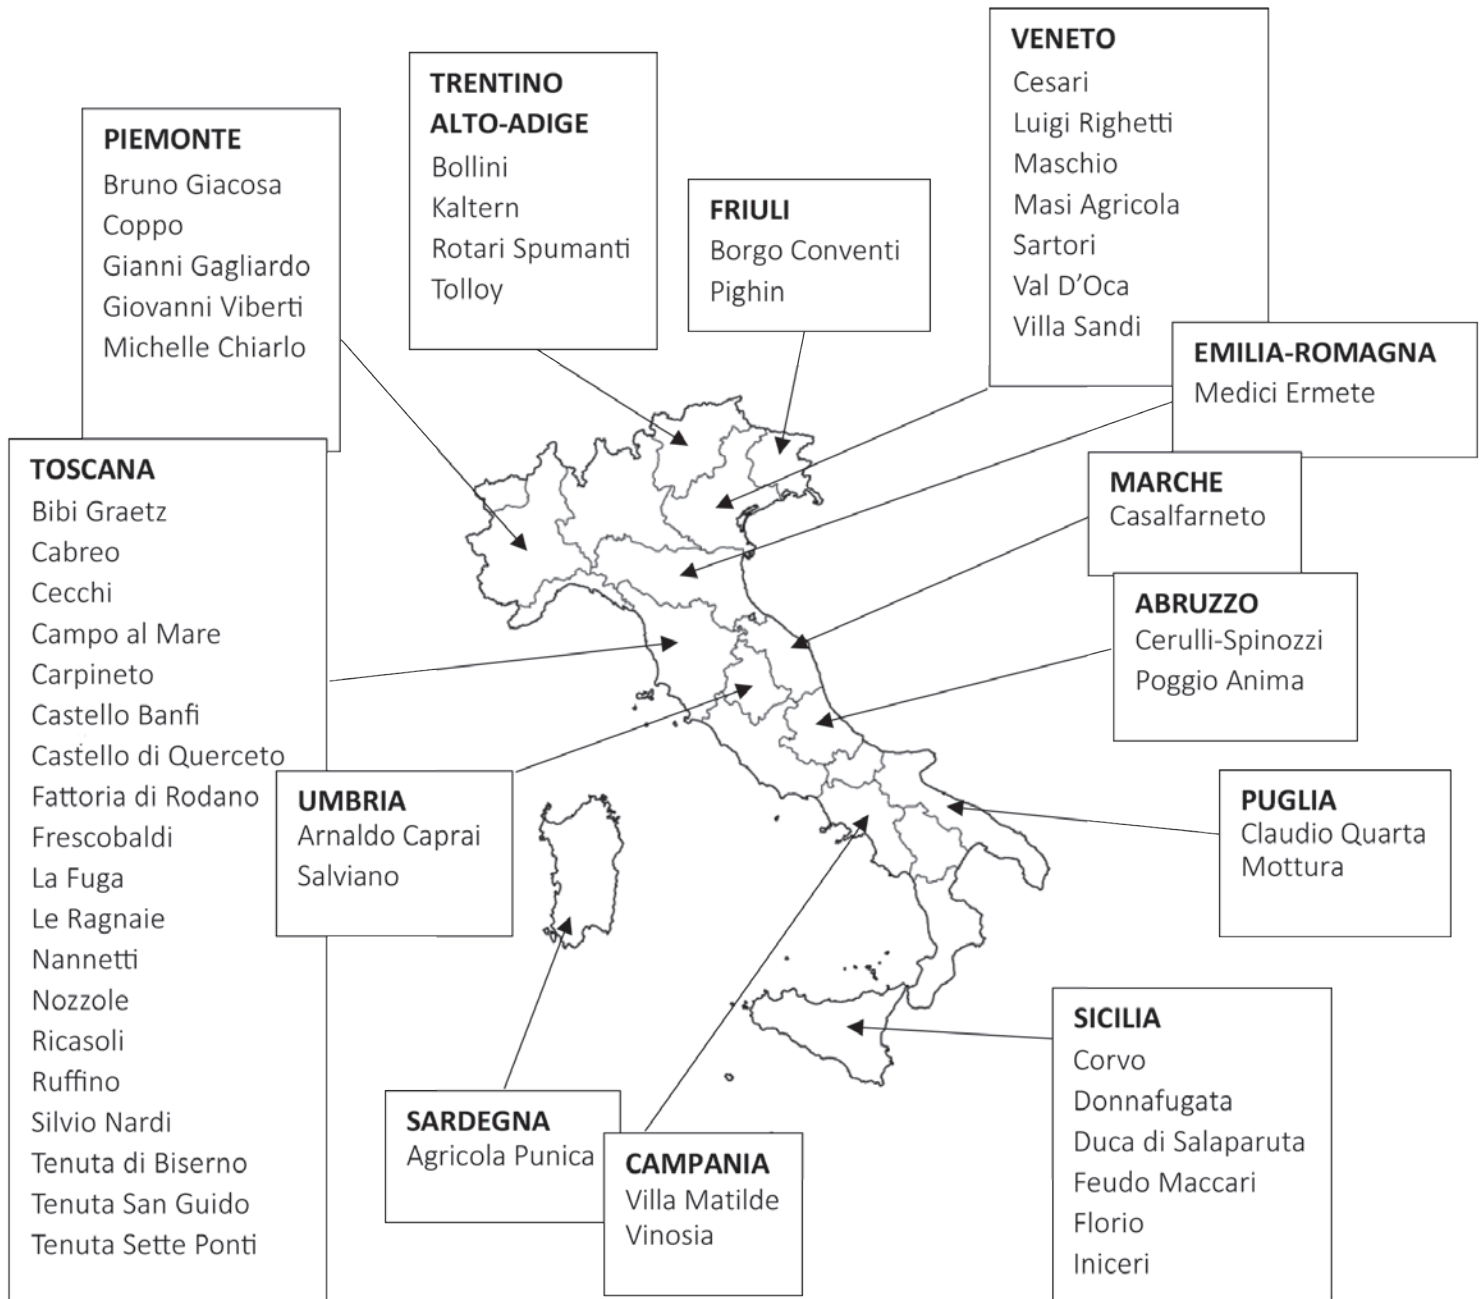 PIEMONTE
Bruno Giacosa
Coppo
Gianni Gagliardo
Giovanni Viberti
Michelle Chiarlo
TRENTINO
ALTO-ADIGE
Bollini
Kaltern
Rotari Spumanti
Tolloy
FRIULI
Borgo Conventi
Pighin
VENETO
Cesari
Luigi Righetti
Maschio
Masi Agricola
Sartori
Val D'Oca
Villa Sandi
EMILIA-ROMAGNA
Medici Ermete
MARCHE
Casalfarneto
ABRUZZO
Cerulli-Spinozzi
Poggio Anima
TOSCANA
Bibi Graetz
Cabreo
Cecchi
Campo al Mare
Carpineto
Castello Banfi
Castello di Querceto
Fattoria di Rodano
Frescobaldi
La Fuga
Le Ragnaie
Nannetti
Nozzole
Ricasoli
Ruffino
Silvio Nardi
Tenuta di Biserno
Tenuta San Guido
Tenuta Sette Ponti
UMBRIA
Arnaldo Caprai
Salviano
PUGLIA
Claudio Quarta
Mottura
SARDEGNA
Agricola Punica
CAMPANIA
Villa Matilde
Vinosia
SICILIA
Corvo
Donnafugata
Duca di Salaparuta
Feudo Maccari
Florio
Iniceri